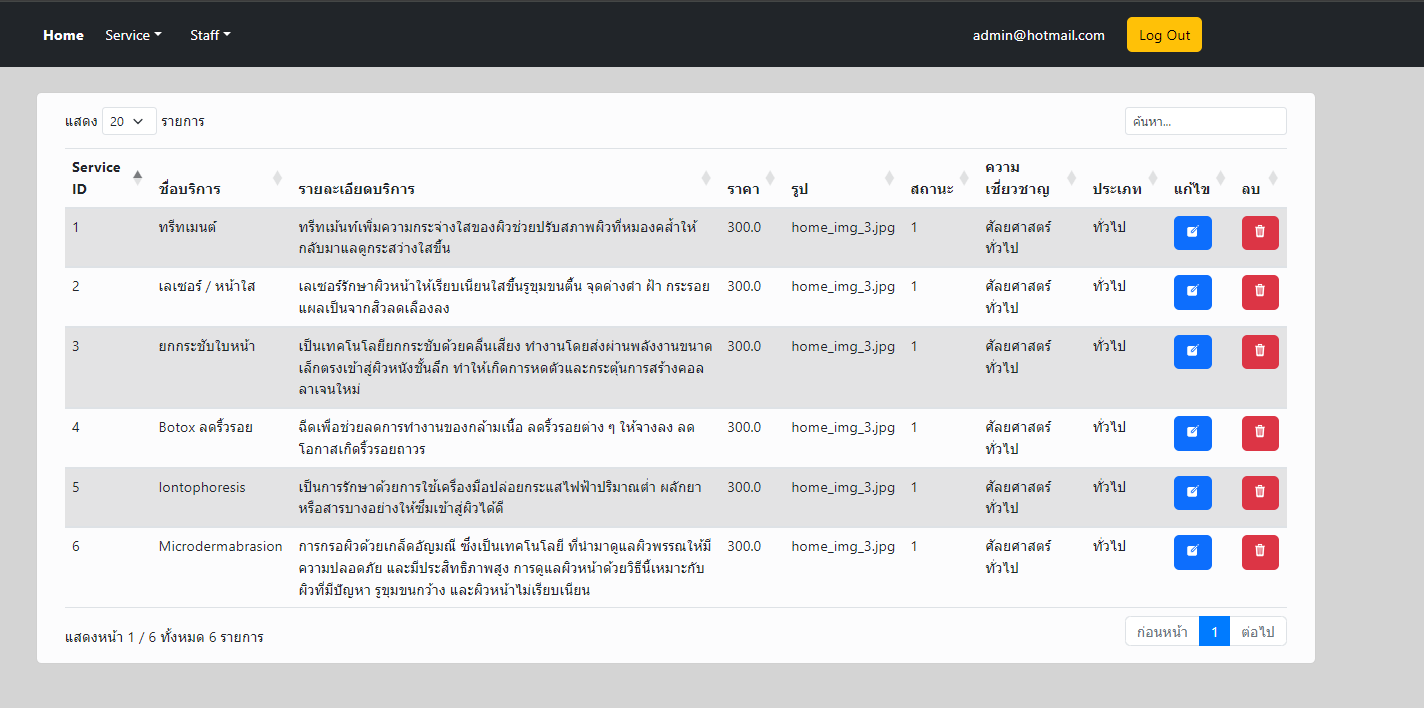 Home Service Staff admin@hotmail.com Log Out
แสดง 20 รายการ ค้นหา...
Service ID ชื่อบริการ รายละเอียดบริการ ราคา รูป สถานะ ความเชี่ยวชาญ ประเภท แก้ไข ลบ
1 ทรีทเมนต์ ทรีทเม้นท์เพิ่มความกระจ่างใสของผิวช่วยปรับสภาพผิวที่หมองคล้ำให้ 300.0 home_img_3.jpg 1 ศัลยศาสตร์ ทั่วไป
กลับมาแลดูกระสว่างใสขึ้น ทั่วไป
2 เลเซอร์ / หน้าใส เลเซอร์รักษาผิวหน้าให้เรียบเนียนใสขึ้นรูขุมขนตื้น จุดด่างดำ ฝ้า กระรอย 300.0 home_img_3.jpg 1 ศัลยศาสตร์ ทั่วไป
แผลเป็นจากสิวลดเลือนลง ทั่วไป
3 ยกกระชับใบหน้า เป็นเทคโนโลยียกกระชับด้วยคลื่นเสียง ทำงานโดยส่งผ่านพลังงานขนาด 300.0 home_img_3.jpg 1 ศัลยศาสตร์ ทั่วไป
เล็กตรงเข้าสู่ผิวหนังชั้นลึก ทำให้เกิดการหดตัวและกระตุ้นการสร้างคอล ทั่วไป
ลาเจนใหม่
4 Botox ลดริ้วรอย ฉีดเพื่อช่วยลดการทำงานของกล้ามเนื้อ ลดริ้วรอยต่าง ๆ ให้จางลง ลด 300.0 home_img_3.jpg 1 ศัลยศาสตร์ ทั่วไป
โอกาสเกิดริ้วรอยถาวร ทั่วไป
5 Iontophoresis เป็นการรักษาด้วยการใช้เครื่องมือปล่อยกระแสไฟฟ้าปริมาณต่ำ ผลักยา 300.0 home_img_3.jpg 1 ศัลยศาสตร์ ทั่วไป
หรือสารบางอย่างให้ซึมเข้าสู่ผิวได้ดี ทั่วไป
6 Microdermabrasion การกรอผิวด้วยเกล็ดอัญมณี ซึ่งเป็นเทคโนโลยี ที่นำมาดูแลผิวพรรณให้มี 300.0 home_img_3.jpg 1 ศัลยศาสตร์ ทั่วไป
ความปลอดภัย และมีประสิทธิภาพสูง การดูแลผิวหน้าด้วยวิธีนี้เหมาะกับ ทั่วไป
ผิวที่มีปัญหา รูขุมขนกว้าง และผิวหน้าไม่เรียบเนียน
แสดงหน้า 1 / 6 ทั้งหมด 6 รายการ ก่อนหน้า 1 ต่อไป